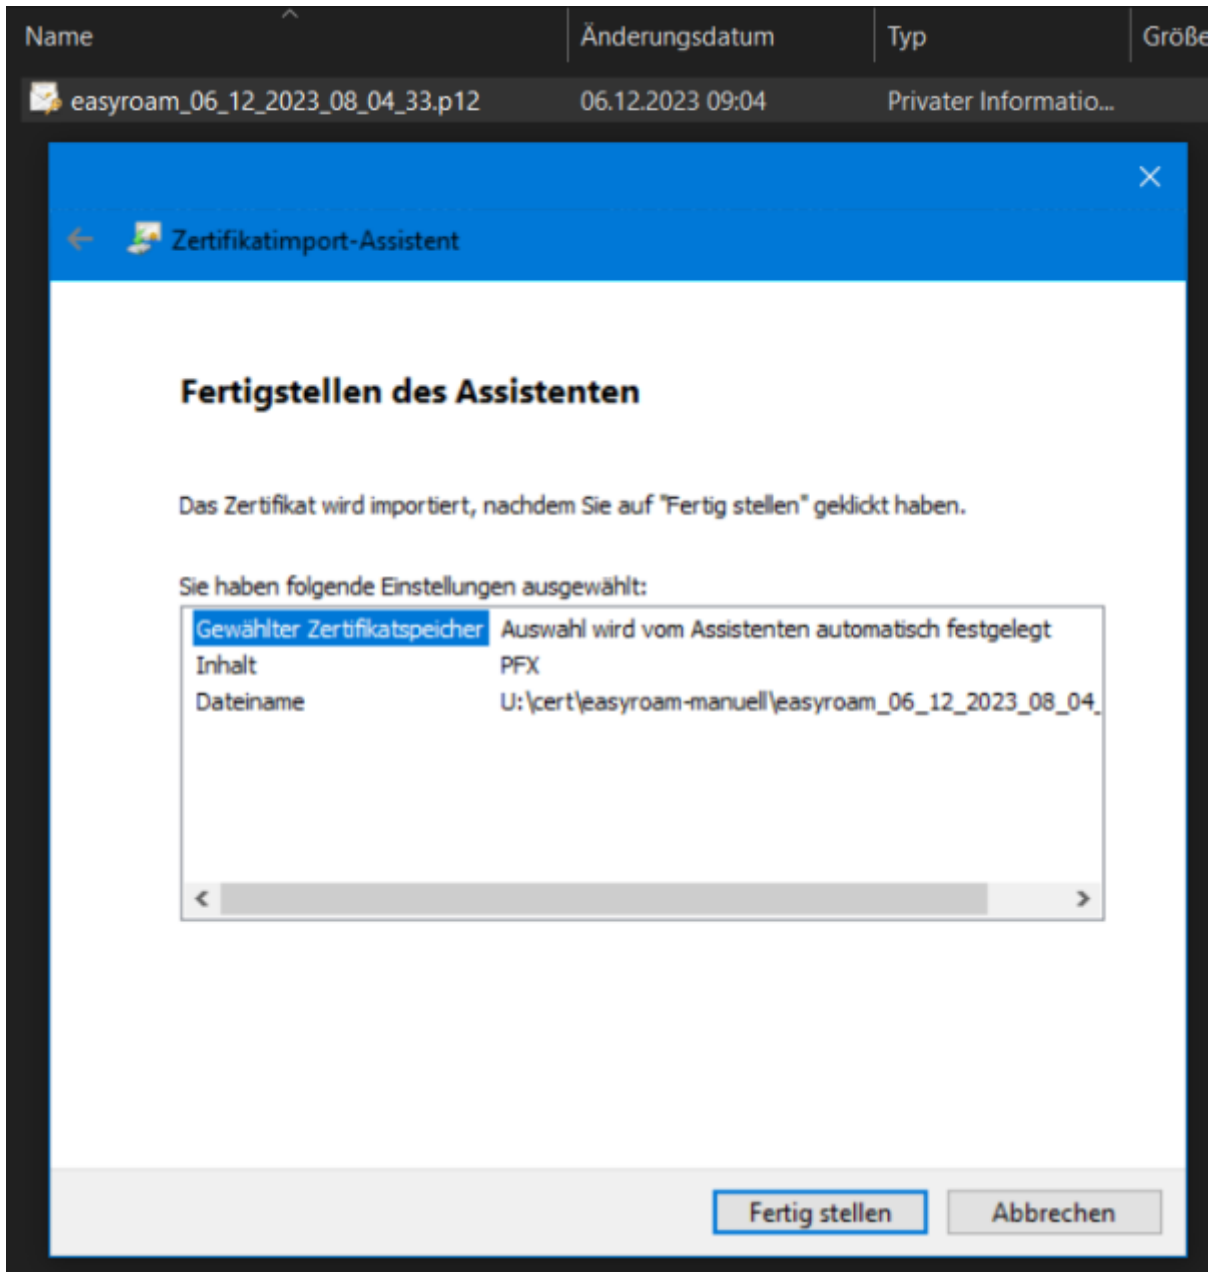 Name Änderungsdatum Typ Größe
easyroam_06_12_2023_08_04_33.p12 06.12.2023 09:04 Privater Informatio...
Zertifikatimport-Assistent
Fertigstellen des Assistenten
Das Zertifikat wird importiert, nachdem Sie auf "Fertig stellen" geklickt haben.
Sie haben folgende Einstellungen ausgewählt:
Gewählter Zertifikatspeicher Auswahl wird vom Assistenten automatisch festgelegt
Inhalt PFX
Dateiname U:\cert\easyroam-manuell\easyroam_06_12_2023_08_04_
Fertig stellen Abbrechen